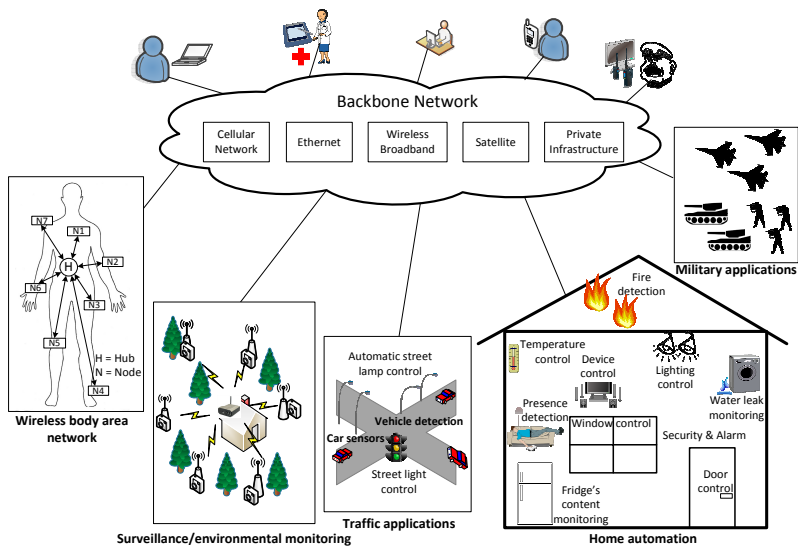 Backbone Network
Cellular
Network
Ethernet
Wireless
Broadband
Satellite
Private
Infrastructure
N7
N1
H
N2
N6
N3
N5
H = Hub
N = Node
N4
Wireless body area
network
Surveillance/environmental monitoring
Automatic street
lamp control
Vehicle detection
Car sensors
Street light
control
Traffic applications
Military applications
Fire
detection
Temperature
control
Device
control
Lighting
control
Water leak
monitoring
Presence
detection
Window control
Security & Alarm
Door
control
Fridge's
content
monitoring
Home automation